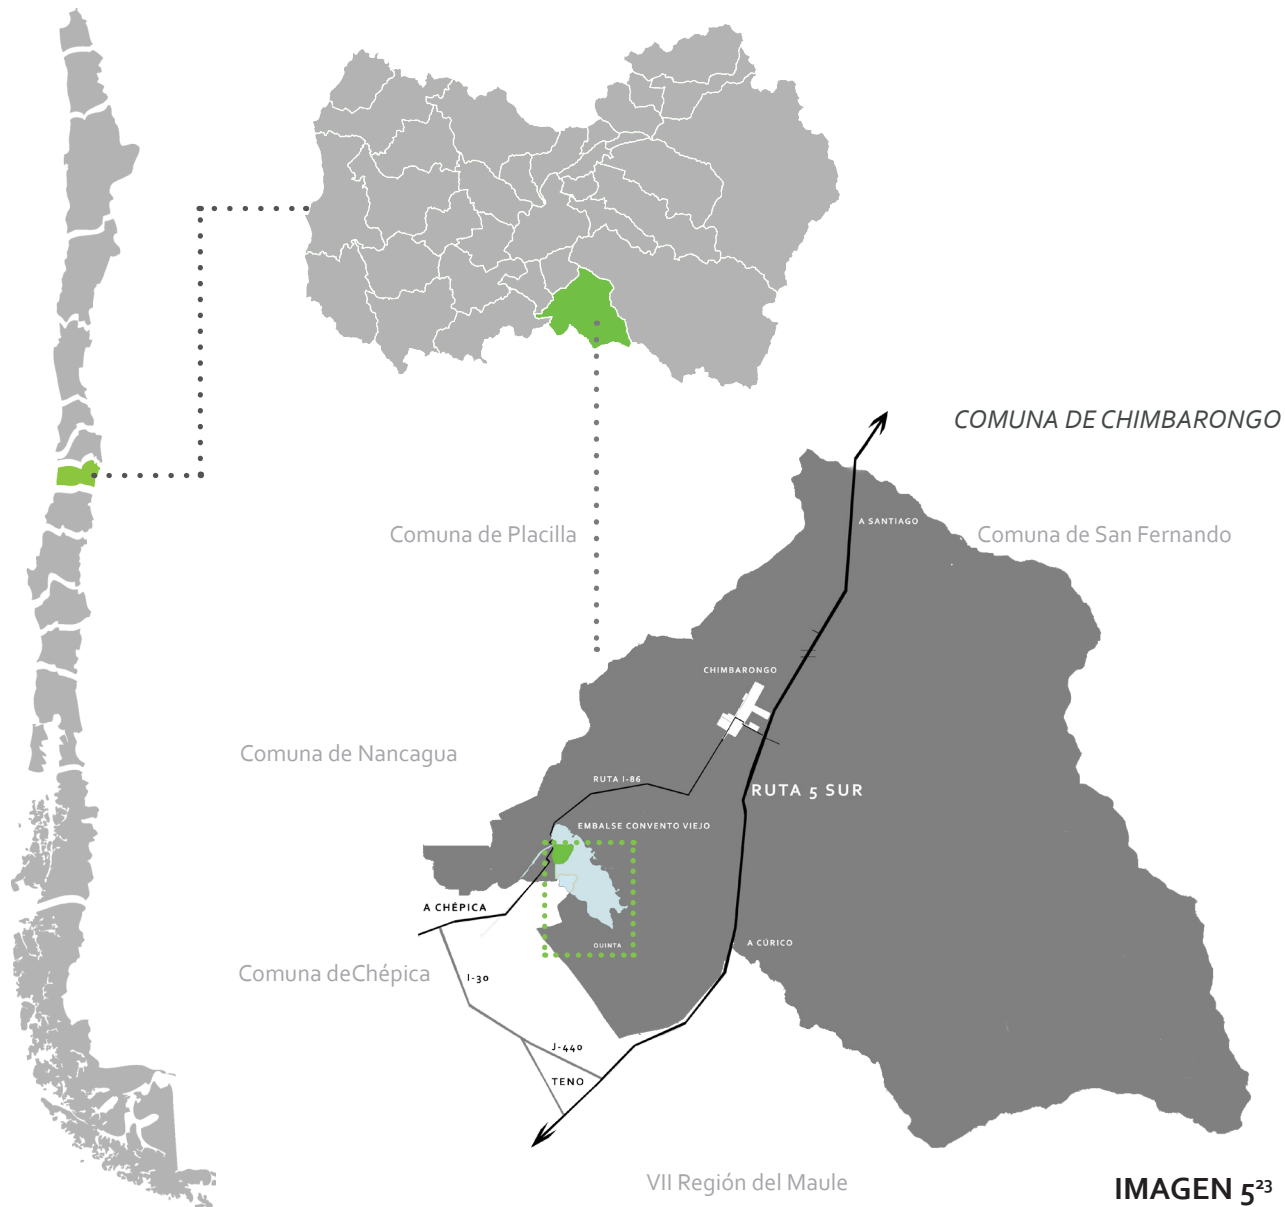 COMUNA DE CHIMBARONGO
A SANTIAGO
Comuna de Placilla
Comuna de San Fernando
CHIMBARONGO
Comuna de Nancagua
RUTA I-86
RUTA 5 SUR
EMBALSE CONVENTO VIEJO
A CHÉPICA
QUINTA
A CÚRICO
Comuna deChépica
I-30
J-440
TENO
VII Región del Maule
IMAGEN 5²³